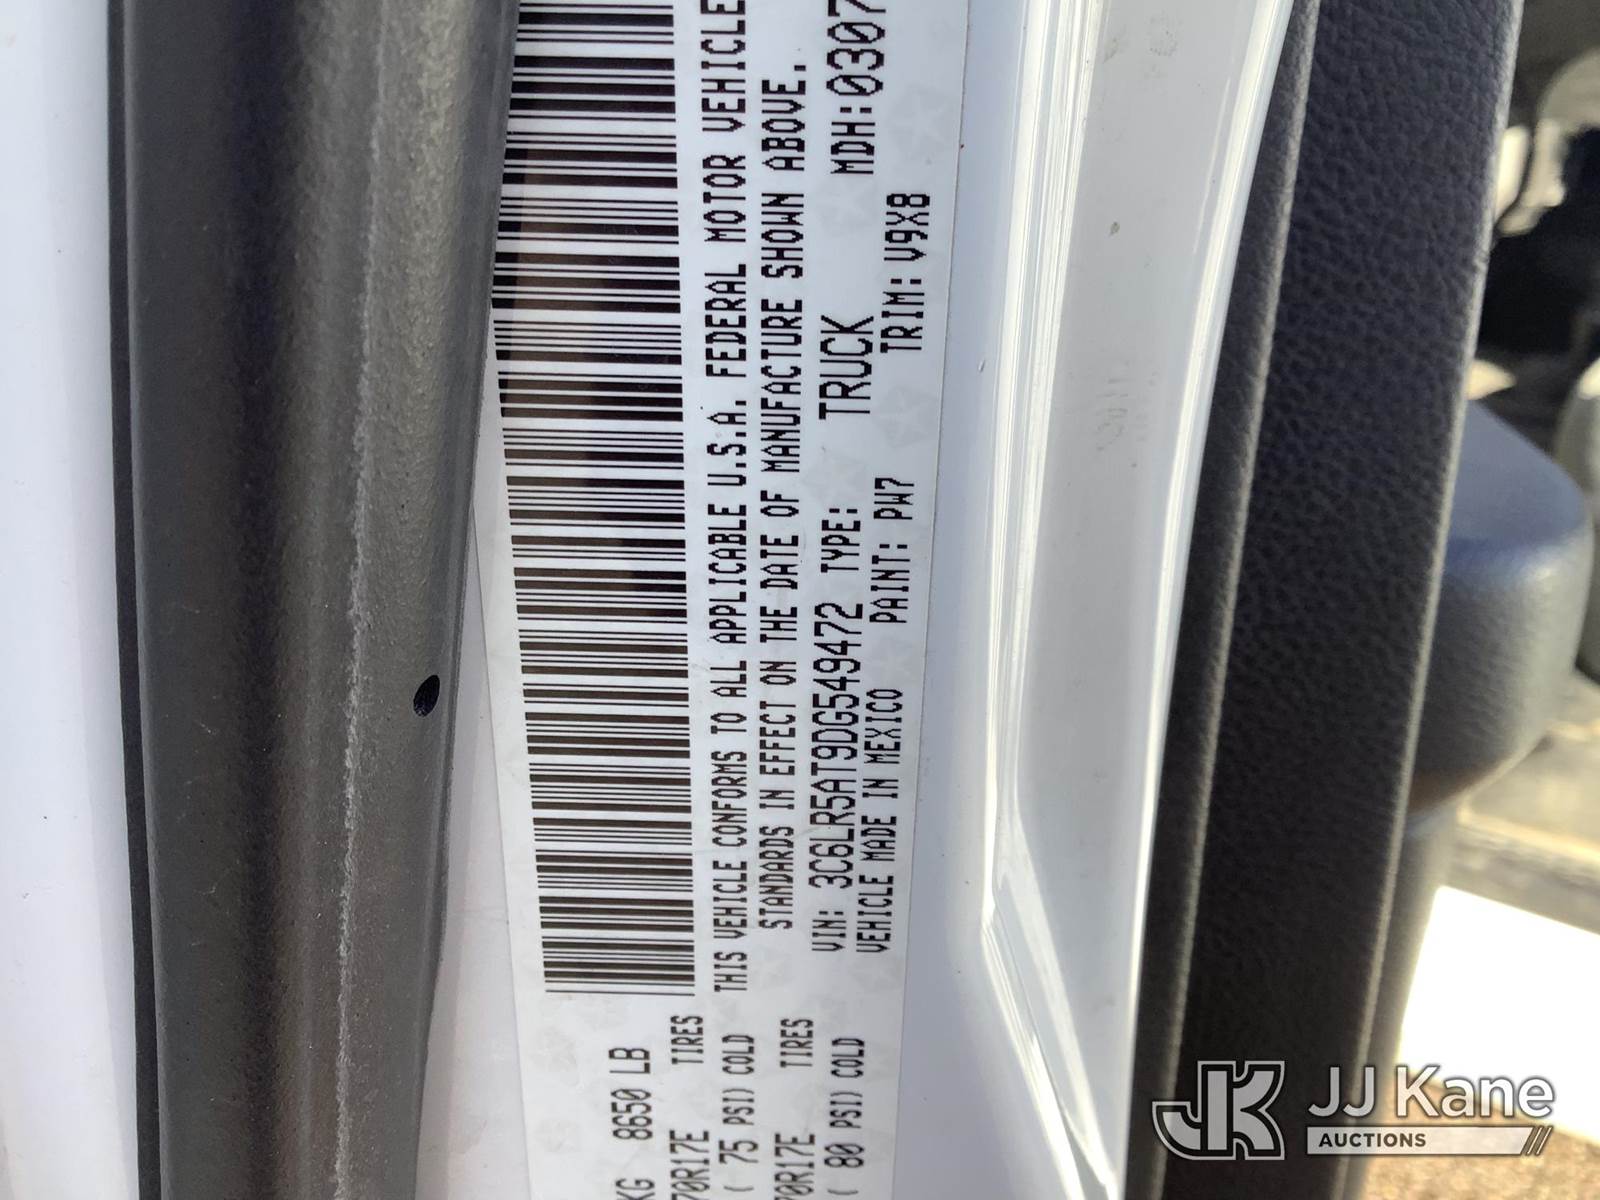 KG 8650 LB
70R17E TIRES
( 75 PSI) COLD
70R17E TIRES
( 80 PSI) COLD
THIS VEHICLE CONFORMS TO ALL APPLICABLE U.S.A. FEDERAL MOTOR VEHICLE
STANDARDS IN EFFECT ON THE DATE OF MANUFACTURE SHOWN ABOVE.
VIN: 3C6LR5AT9DG549472 TYPE: TRUCK MDH:0307
VEHICLE MADE IN MEXICO PAINT: PW7 TRIM: V9X8
JK JJ Kane
AUCTIONS